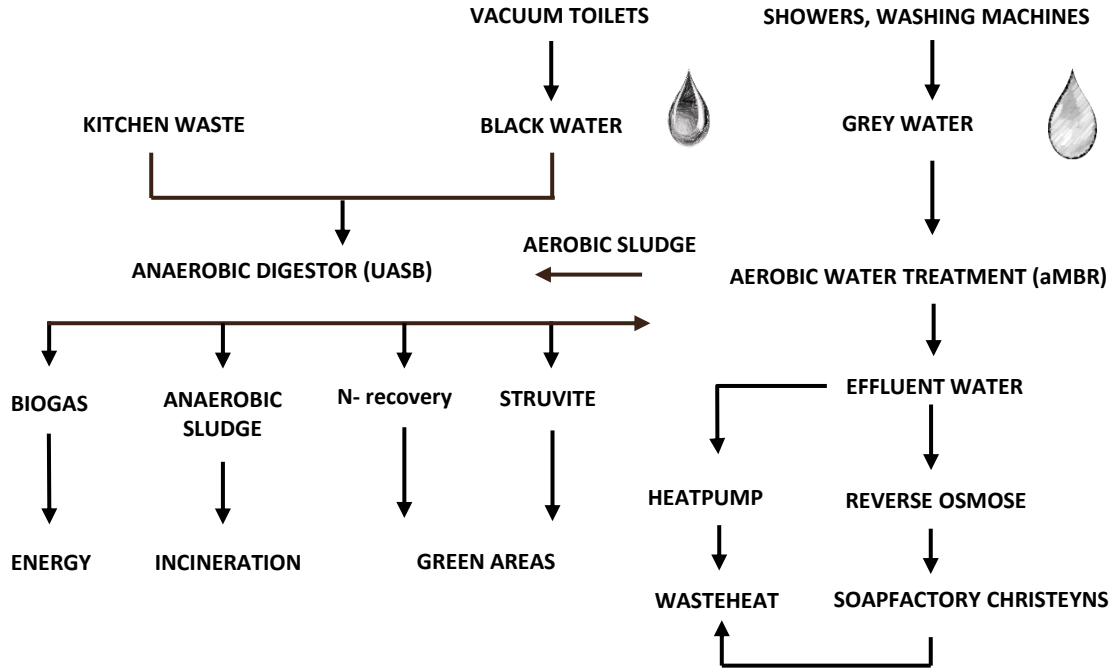 VACUUM TOILETS
SHOWERS, WASHING MACHINES
KITCHEN WASTE
BLACK WATER
GREY WATER
AEROBIC SLUDGE
ANAEROBIC DIGESTOR (UASB)
AEROBIC WATER TREATMENT (aMBR)
BIOGAS
ANAEROBIC
SLUDGE
N- recovery
STRUVITE
EFFLUENT WATER
HEATPUMP
REVERSE OSMOSE
ENERGY
INCINERATION
GREEN AREAS
WASTEHEAT
SOAPFACTORY CHRISTEYNS